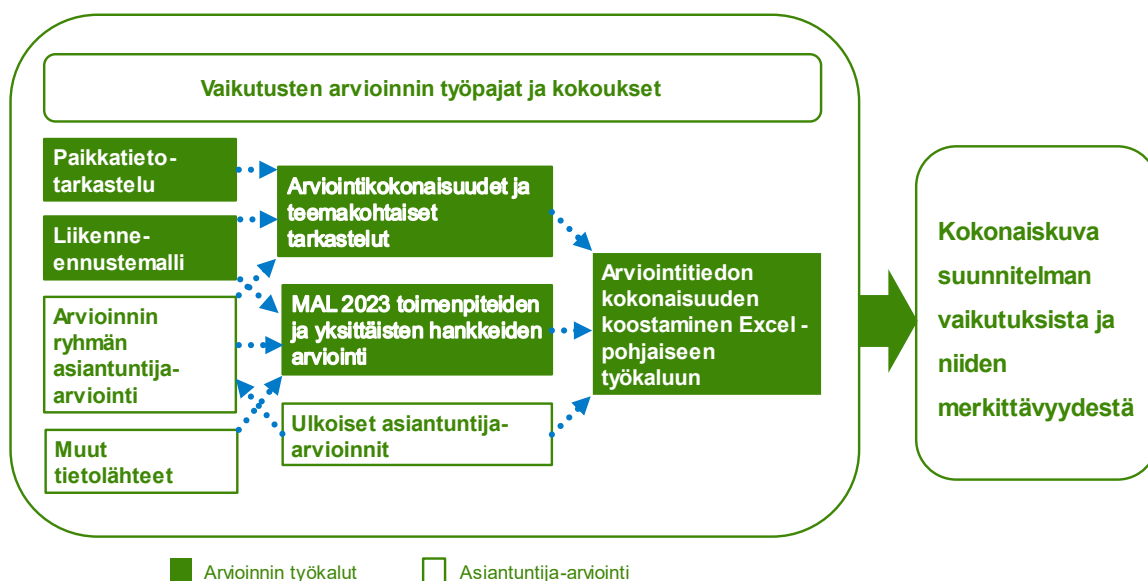 Vaikutusten arvioinnin työpajat ja kokoukset
Paikkatieto-
tarkastelu
Liikenne-
ennustemalli
Arvioinnin
ryhmän
asiantuntija-
arviointi
Muut
tietolähteet
Arviointikokonaisuudet ja
teemakohtaiset
tarkastelut
MAL 2023 toimenpiteiden
ja yksittäisten hankkeiden
arviointi
Ulkoiset asiantuntija-
arvioinnit
Arviointitiedon
kokonaisuuden
koostaminen Excel -
pohjaiseen
työkaluun
Kokonaiskuva
suunnitelman
vaikutuksista ja
niiden
merkittävyydestä
Arvioinnin työkalut
Asiantuntija-arviointi